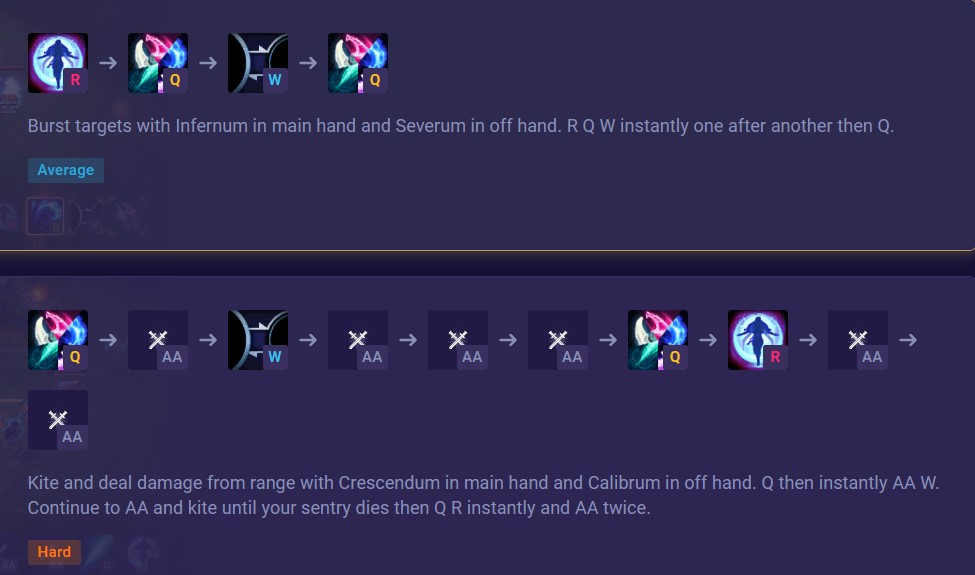 R Q W Q
Burst targets with Infernum in main hand and Severum in off hand. R Q W instantly one after another then Q.
Average
Q
Q AA W AA AA AA Q R AA
AA
Kite and deal damage from range with Crescendum in main hand and Calibrum in off hand. Q then instantly AA W.
Continue to AA and kite until your sentry dies then Q R instantly and AA twice.
Hard
AA AA Q